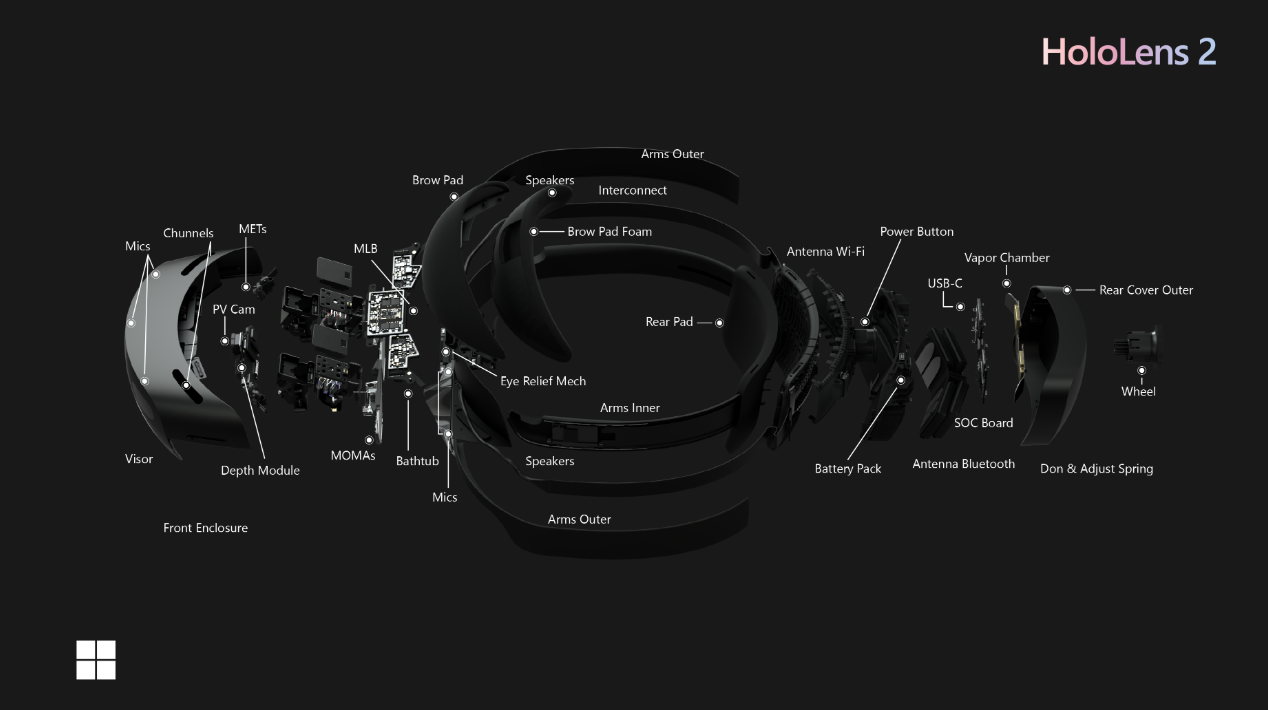 HoloLens 2
Arms Outer
Brow Pad
Speakers
Interconnect
Mics
Chunnels
METs
MLB
Brow Pad Foam
Antenna Wi-Fi
Power Button
Vapor Chamber
USB-C
Rear Cover Outer
PV Cam
Rear Pad
Eye Relief Mech
Wheel
Arms Inner
SOC Board
Visor
Depth Module
MOMAs
Bathtub
Speakers
Battery Pack
Antenna Bluetooth
Don & Adjust Spring
Mics
Front Enclosure
Arms Outer